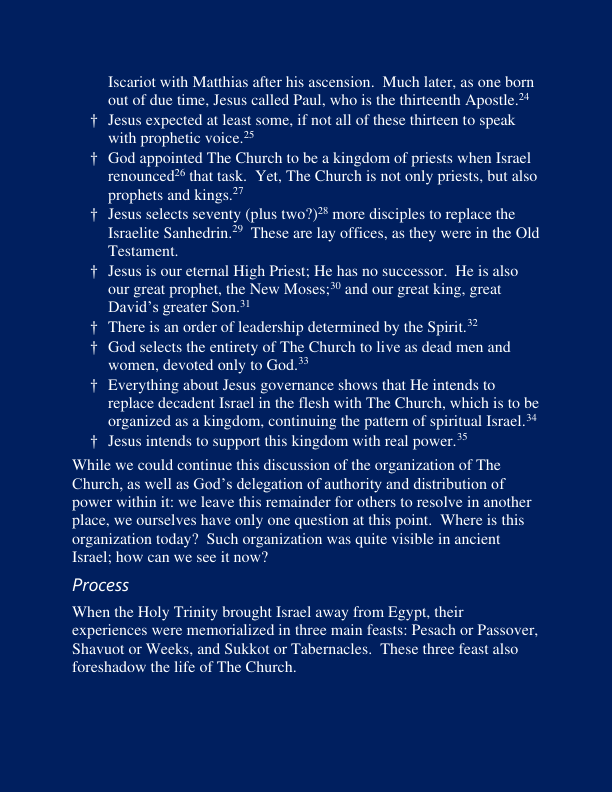 Iscariot with Matthias after his ascension.  Much later, as one born
out of due time, Jesus called Paul, who is the thirteenth Apostle.24
† Jesus expected at least some, if not all of these thirteen to speak
with prophetic voice.25
† God appointed The Church to be a kingdom of priests when Israel
renounced26 that task.  Yet, The Church is not only priests, but also
prophets and kings.27
† Jesus selects seventy (plus two?)28 more disciples to replace the
Israelite Sanhedrin.29  These are lay offices, as they were in the Old
Testament.
† Jesus is our eternal High Priest; He has no successor.  He is also
our great prophet, the New Moses;30 and our great king, great
David’s greater Son.31
† There is an order of leadership determined by the Spirit.32
† God selects the entirety of The Church to live as dead men and
women, devoted only to God.33
† Everything about Jesus governance shows that He intends to
replace decadent Israel in the flesh with The Church, which is to be
organized as a kingdom, continuing the pattern of spiritual Israel.34
† Jesus intends to support this kingdom with real power.35
While we could continue this discussion of the organization of The
Church, as well as God’s delegation of authority and distribution of
power within it: we leave this remainder for others to resolve in another
place, we ourselves have only one question at this point.  Where is this
organization today?  Such organization was quite visible in ancient
Israel; how can we see it now?
Process
When the Holy Trinity brought Israel away from Egypt, their
experiences were memorialized in three main feasts: Pesach or Passover,
Shavuot or Weeks, and Sukkot or Tabernacles.  These three feast also
foreshadow the life of The Church.